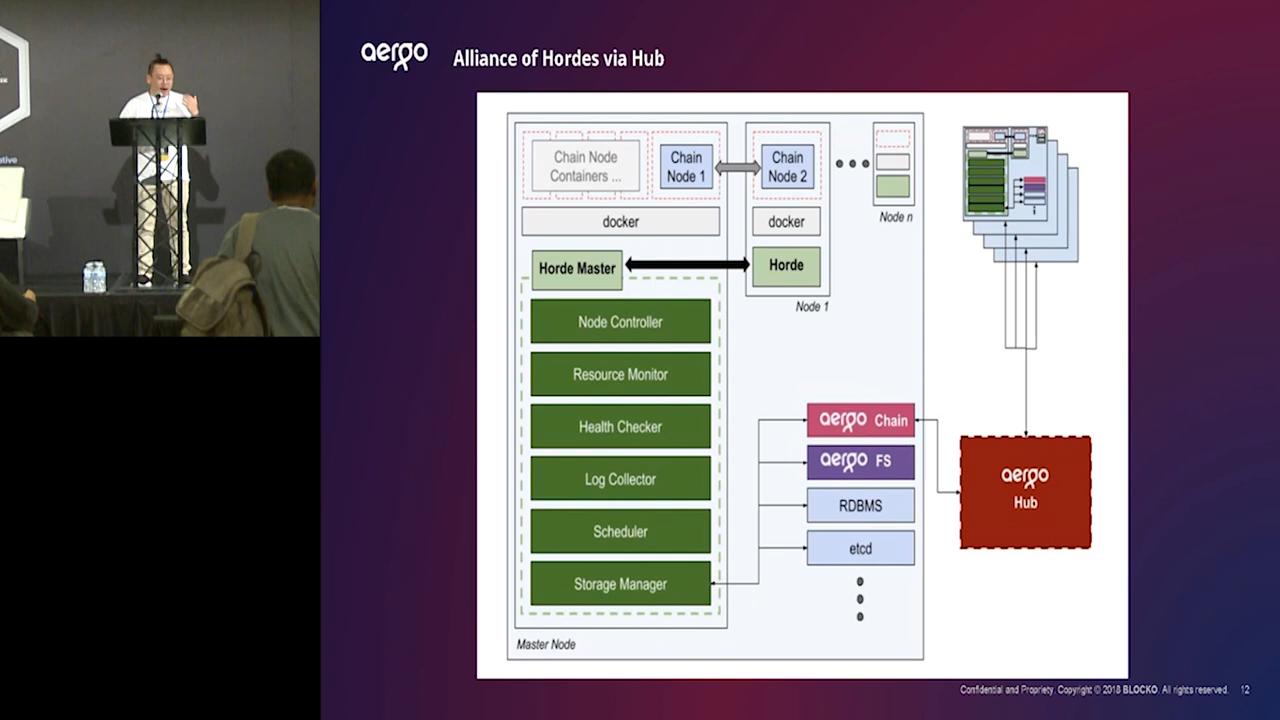 aergo
Alliance of Hordes via Hub
Chain Node
Containers ...
Chain
Node 1
Chain
Node 2
docker
docker
Node n
Horde Master
Horde
Node 1
Node Controller
Resource Monitor
Health Checker
Log Collector
Scheduler
Storage Manager
Master Node
aergo Chain
aergo FS
RDBMS
etcd
aergo
Hub
ative
Confidential and Propriety. Copyright © 2018 BLOCKO. All rights reserved. 12